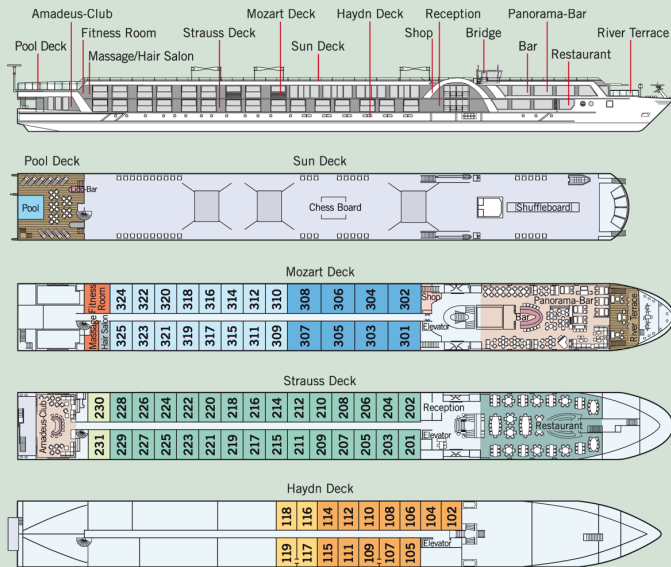 Amadeus-Club
Mozart Deck
Haydn Deck
Reception
Panorama-Bar
Fitness Room
Strauss Deck
Shop
Bridge
Bar
River Terrace
Pool Deck
Massage/Hair Salon
Sun Deck
Restaurant
Pool Deck
Sun Deck
Lido-Bar
Pool
Chess Board
Shuffleboard
Mozart Deck
Fitness
Room
324 322 320 318 316 314 312 310 308 306 304 302
Shop
Panorama-Bar
Bar
River Terrace
Massage
Hair Salon
325 323 321 319 317 315 311 309 307 305 303 301
Elevator
Strauss Deck
Amadeus-Club
230 228 226 224 222 220 218 216 214 212 210 208 206 204 202
Reception
Restaurant
231 229 227 225 223 221 219 217 215 211 209 207 205 203 201
Elevator
Haydn Deck
118 116 114 112 110 108 106 104 102
119 117 115 111 109 107 105
Elevator